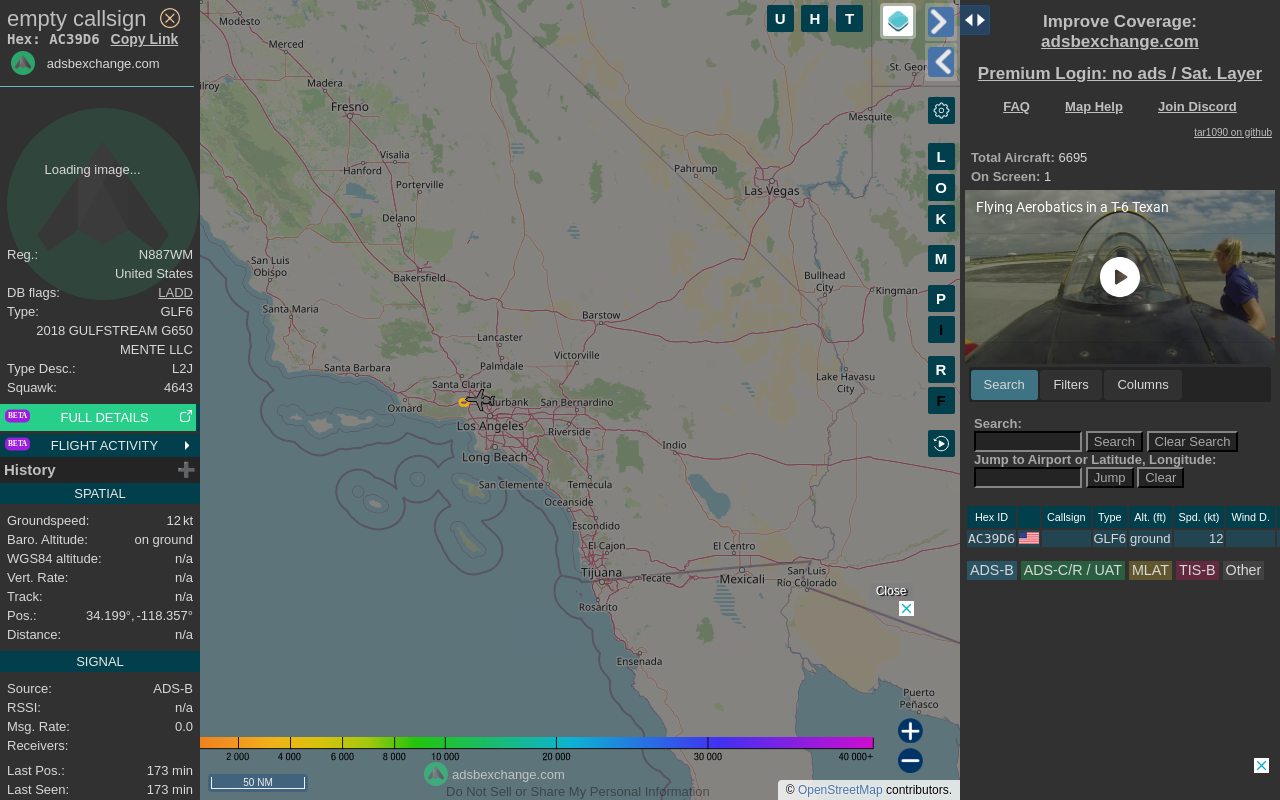 empty callsign
Hex: AC39D6 Copy Link
adsbexchange.com
Loading image...
Reg.: N887WM
United States
DB flags: LADD
Type: GLF6
2018 GULFSTREAM G650
MENTE LLC
Type Desc.: L2J
Squawk: 4643
BETA FULL DETAILS
BETA FLIGHT ACTIVITY
History
SPATIAL
Groundspeed: 12 kt
Baro. Altitude: on ground
WGS84 altitude: n/a
Vert. Rate: n/a
Track: n/a
Pos.: 34.199°, -118.357°
Distance: n/a
SIGNAL
Source: ADS-B
RSSI: n/a
Msg. Rate: 0.0
Receivers:
Last Pos.: 173 min
Last Seen: 173 min
U H T
L
O
K
M
P
I
R
F
Modesto
Merced
Madera
ilroy
Fresno
Visalia
Hanford
Porterville
Delano
San Luis
Obispo
Bakersfield
Santa Maria
Santa Barbara
Lancaster
Palmdale
Santa Clarita
Oxnard
Burbank
Los Angeles
Long Beach
San Bernardino
Riverside
Victorville
Barstow
San Clemente
Temecula
Oceanside
Escondido
El Cajon
Tijuana
Tecate
Rosarito
Ensenada
Indio
El Centro
Mexicali
San Luis
Río Colorado
Puerto
Peñasco
Lake Havasu
City
Kingman
Bullhead
City
Las Vegas
Pahrump
Mesquite
St. Geor
Close
2 000 4 000 6 000 8 000 10 000 20 000 30 000 40 000+
50 NM
adsbexchange.com
Do Not Sell or Share My Personal Information
© OpenStreetMap contributors.
Improve Coverage:
adsbexchange.com
Premium Login: no ads / Sat. Layer
FAQ Map Help Join Discord
tar1090 on github
Total Aircraft: 6695
On Screen: 1
Flying Aerobatics in a T-6 Texan
Search Filters Columns
Search:
Search Clear Search
Jump to Airport or Latitude, Longitude:
Jump Clear
Hex ID Callsign Type Alt. (ft) Spd. (kt) Wind D.
AC39D6 GLF6 ground 12
ADS-B ADS-C/R / UAT MLAT TIS-B Other